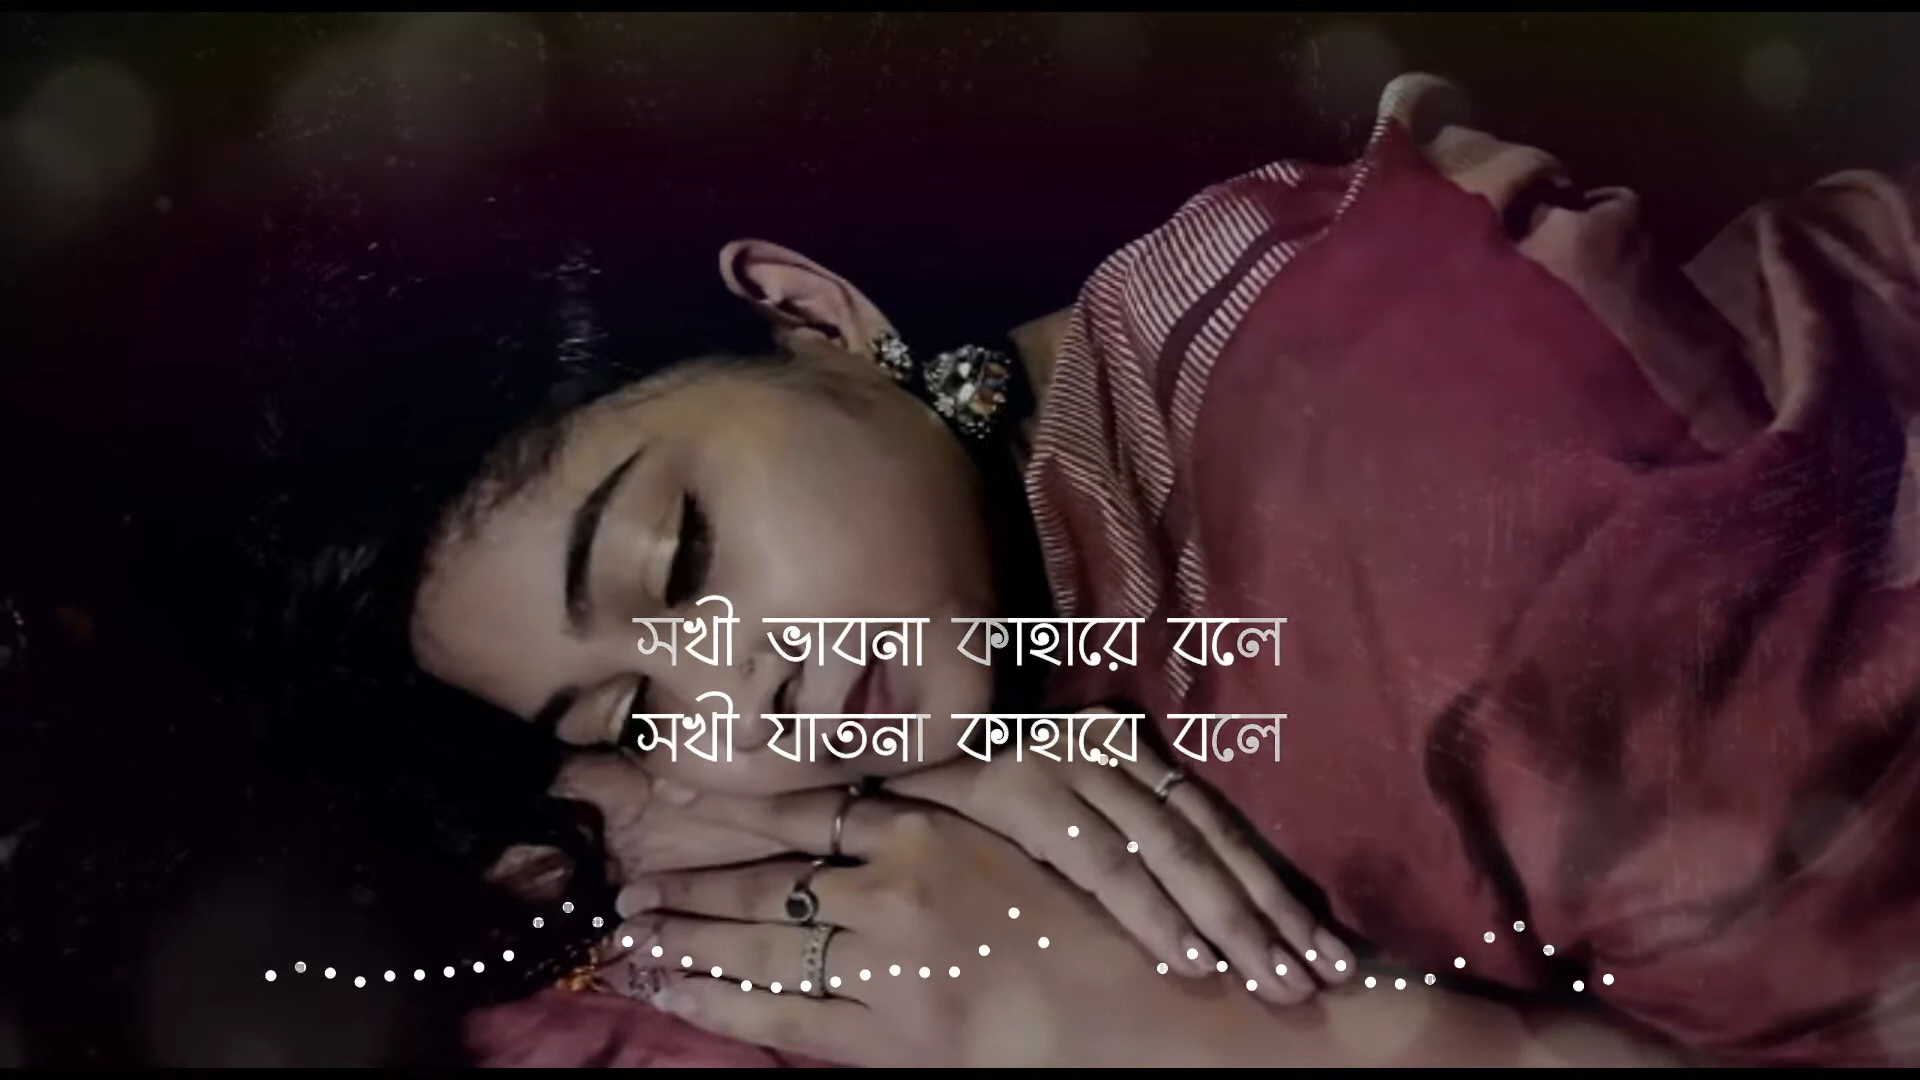 সখী ভাবনা কাহারে বলে
সখী যাতনা কাহারে বলে